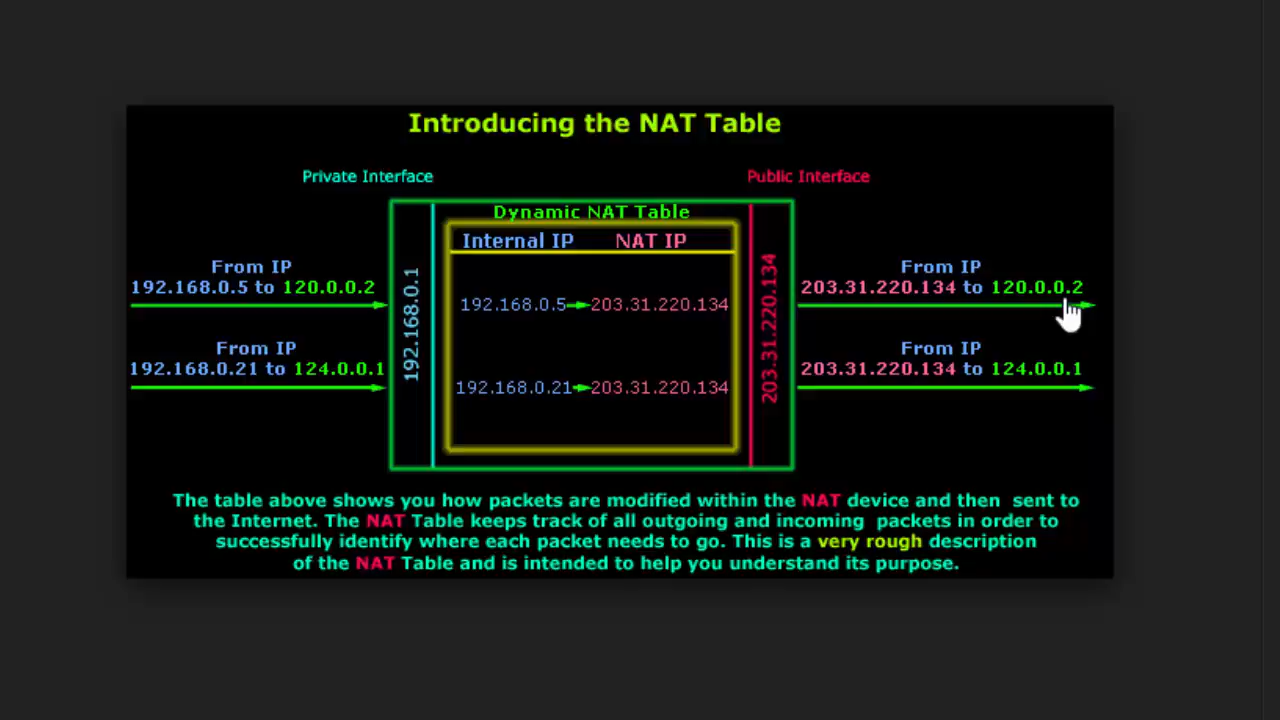 Introducing the NAT Table
Private Interface
Public Interface
Dynamic NAT Table
Internal IP NAT IP
From IP
192.168.0.5 to 120.0.0.2
From IP
192.168.0.21 to 124.0.0.1
192.168.0.1
192.168.0.5 203.31.220.134
192.168.0.21 203.31.220.134
203.31.220.134
From IP
203.31.220.134 to 120.0.0.2
From IP
203.31.220.134 to 124.0.0.1
The table above shows you how packets are modified within the NAT device and then sent to
the Internet. The NAT Table keeps track of all outgoing and incoming packets in order to
successfully identify where each packet needs to go. This is a very rough description
of the NAT Table and is intended to help you understand its purpose.